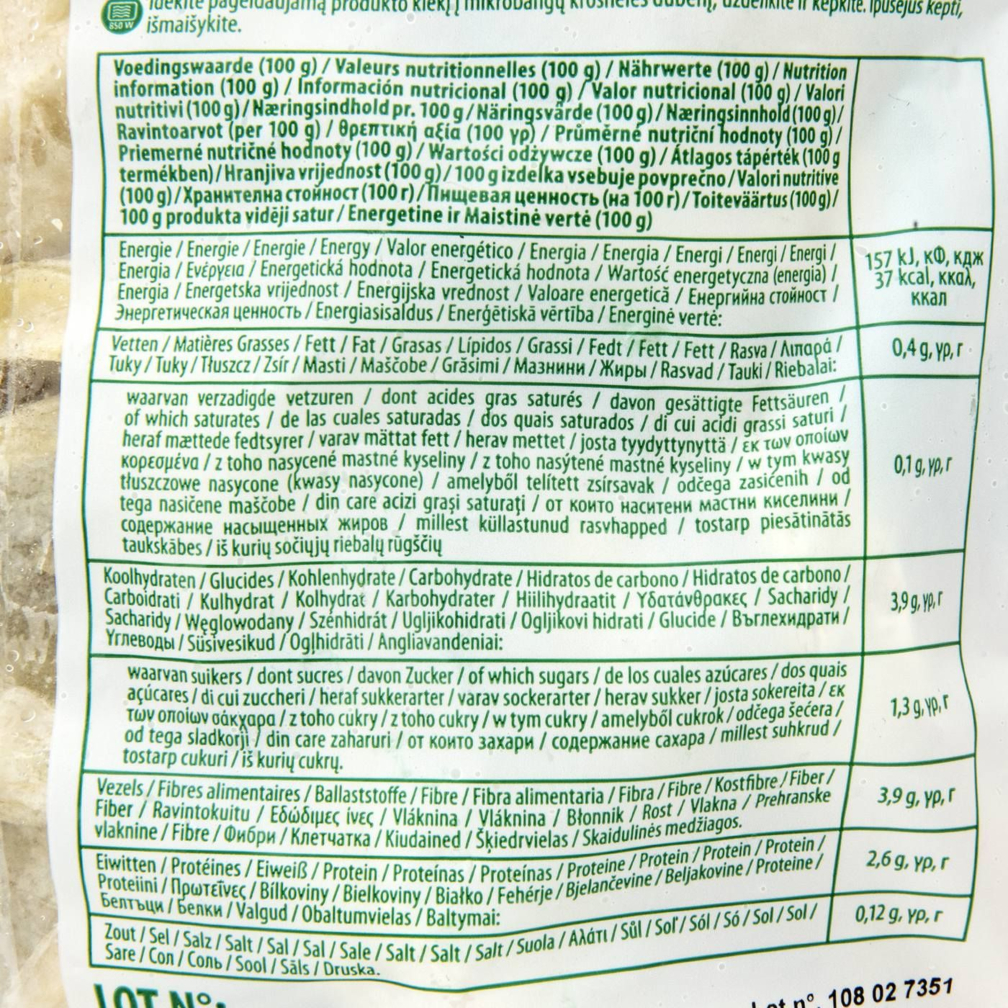 pageidaujamą produkto kiekį į mikrobangų krosnelės dubenį, uždenkite ir kepkite. Įpusėjus kepti,
850 W
išmaišykite.
Voedingswaarde (100 g) / Valeurs nutritionnelles (100 g) / Nährwerte (100 g) / Nutrition
information (100 g) / Información nutricional (100 g) / Valor nutricional (100 g) / Valori
nutritivi (100 g) / Næringsindhold pr. 100 g / Näringsvärde (100 g) / Næringsinnhold (100 g) /
Ravintoarvot (per 100 g) / Θρεπτική αξία (100 γρ) / Průměrné nutriční hodnoty (100 g) /
Priemerné nutričné hodnoty (100 g) / Wartości odżywcze (100 g) / Átlagos tápérték (100 g
termékben) / Hranjiva vrijednost (100 g) / 100 g izdelka vsebuje povprečno / Valori nutritive
(100 g) / Хранителна стойност (100 г) / Пищевая ценность (на 100 г) / Toiteväärtus (100 g) /
100 g produkta vidēji satur / Energetine ir Maistinė vertė (100 g)
Energie / Energie / Energie / Energy / Valor energético / Energia / Energia / Energi / Energi / Energi /
Energia / Ενέργεια / Energetická hodnota / Energetická hodnota / Wartość energetyczna (energia) /
Energia / Energetska vrijednost / Energijska vrednost / Valoare energetică / Енергийна стойност /
Энергетическая ценность / Energiasisaldus / Enerģētiskā vērtība / Energinė vertė:
157 kJ, κΦ, кДж
37 kcal, κκαλ,
ккал
Vetten / Matières Grasses / Fett / Fat / Grasas / Lípidos / Grassi / Fedt / Fett / Fett / Rasva / Λιπαρά /
Tuky / Tuky / Tłuszcz / Zsír / Masti / Maščobe / Grăsimi / Мазнини / Жиры / Rasvad / Tauki / Riebalai:
0,4 g, γρ, г
waarvan verzadigde vetzuren / dont acides gras saturés / davon gesättigte Fettsäuren /
of which saturates / de las cuales saturadas / dos quais saturados / di cui acidi grassi saturi /
heraf mættede fedtsyrer / varav mättat fett / herav mettet / josta tyydyttynyttä / εκ των οποίων
κορεσμένα / z toho nasycené mastné kyseliny / z toho nasýtené mastné kyseliny / w tym kwasy
tłuszczowe nasycone (kwasy nasycone) / amelyből telített zsírsavak / odčega zasićenih / od
tega nasičene maščobe / din care acizi grași saturați / от които наситени мастни киселини /
содержание насыщенных жиров / millest küllastunud rasvhapped / tostarp piesātinātās
taukskābes / iš kurių sočiųjų riebalų rūgščių
0,1 g, γρ, г
Koolhydraten / Glucides / Kohlenhydrate / Carbohydrate / Hidratos de carbono / Hidratos de carbono /
Carboidrati / Kulhydrat / Kolhydrat / Karbohydrater / Hiilihydraatit / Υδατάνθρακες / Sacharidy /
Sacharidy / Węglowodany / Szénhidrát / Ugljikohidrati / Ogljikovi hidrati / Glucide / Въглехидрати /
Углеводы / Süsivesikud / Ogļhidrāti / Angliavandeniai:
3,9 g, γρ, г
waarvan suikers / dont sucres / davon Zucker / of which sugars / de los cuales azúcares / dos quais
açúcares / di cui zuccheri / heraf sukkerarter / varav sockerarter / herav sukker / josta sokereita / εκ
των οποίων σάκχαρα / z toho cukry / z toho cukry / w tym cukry / amelyből cukrok / odčega šećera /
od tega sladkorji / din care zaharuri / от които захари / содержание сахара / millest suhkrud /
tostarp cukuri / iš kurių cukrų.
1,3 g, γρ, г
Vezels / Fibres alimentaires / Ballaststoffe / Fibre / Fibra alimentaria / Fibra / Fibre / Kostfibre / Fiber /
Fiber / Ravintokuitu / Εδώδιμες ίνες / Vláknina / Vláknina / Błonnik / Rost / Vlakna / Prehranske
vlaknine / Fibre / Фибри / Клетчатка / Kiudained / Šķiedrvielas / Skaidulinės medžiagos.
3,9 g, γρ, г
Eiwitten / Protéines / Eiweiß / Protein / Proteínas / Proteínas / Proteine / Protein / Protein / Protein /
Proteiini / Πρωτεΐνες / Bílkoviny / Bielkoviny / Białko / Fehérje / Bjelančevine / Beljakovine / Proteine /
Белтъци / Белки / Valgud / Obaltumvielas / Baltymai:
2,6 g, γρ, г
Zout / Sel / Salz / Salt / Sal / Sal / Sale / Salt / Salt / Salt / Suola / Αλάτι / Sůl / Soľ / Sól / Só / Sol / Sol /
Sare / Сол / Соль / Sool / Sāls / Druska.
0,12 g, γρ, г
LOT N°:
Lot n°. 108 02 7351